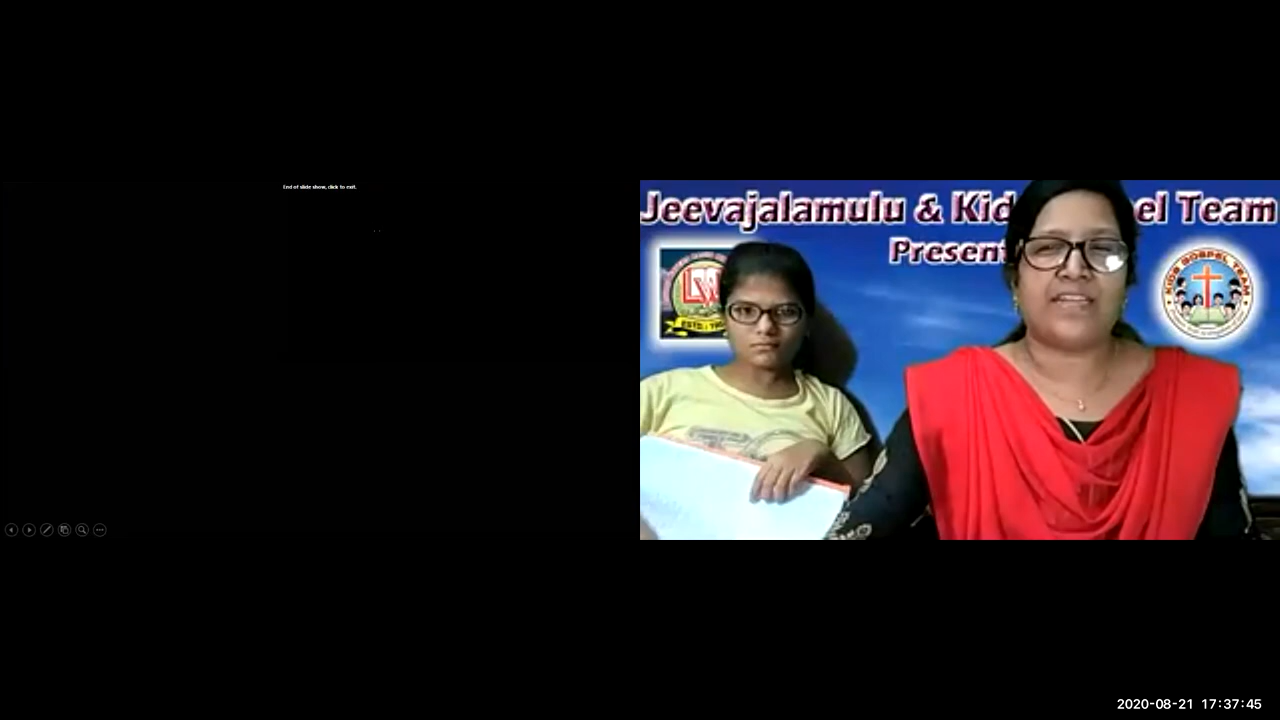 End of slide show, click to exit.
Jeevajalamulu & Kid el Team
Present
KIDS GOSPEL TEAM
ESTD :
2020-08-21 17:37:45